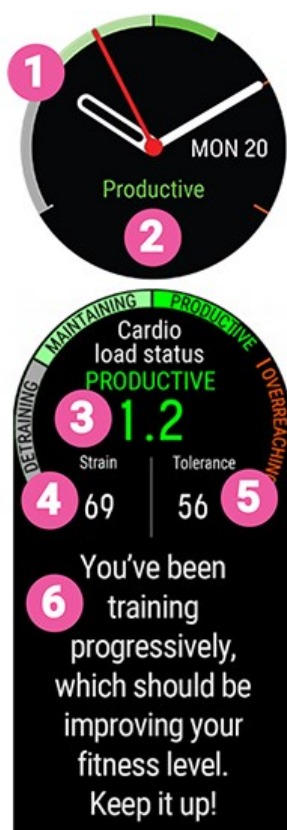 1
MON 20
Productive
2
DETRAINING
MAINTAINING
PRODUCTIVE
OVERREACHING
Cardio
load status
PRODUCTIVE
3 1.2
Strain Tolerance
4 69 56 5
6 You’ve been
training
progressively,
which should be
improving your
fitness level.
Keep it up!